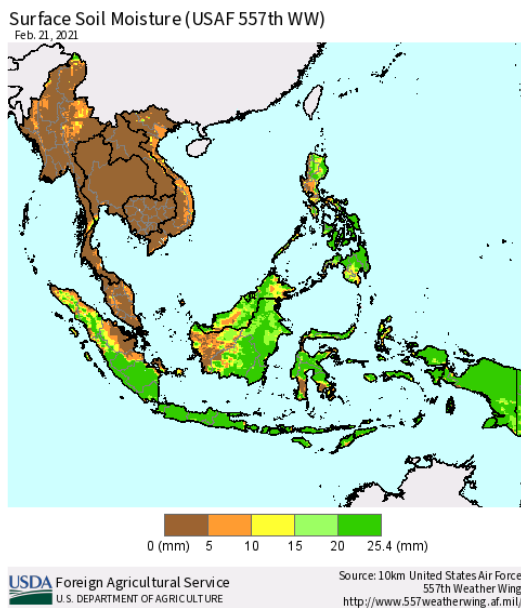 Surface Soil Moisture (USAF 557th WW)
Feb. 21, 2021
0 (mm) 5 10 15 20 25.4 (mm)
USDA Foreign Agricultural Service
U.S. DEPARTMENT OF AGRICULTURE
Source: 10km United States Air Force
557th Weather Wing
http://www.557weatherwing.af.mil/